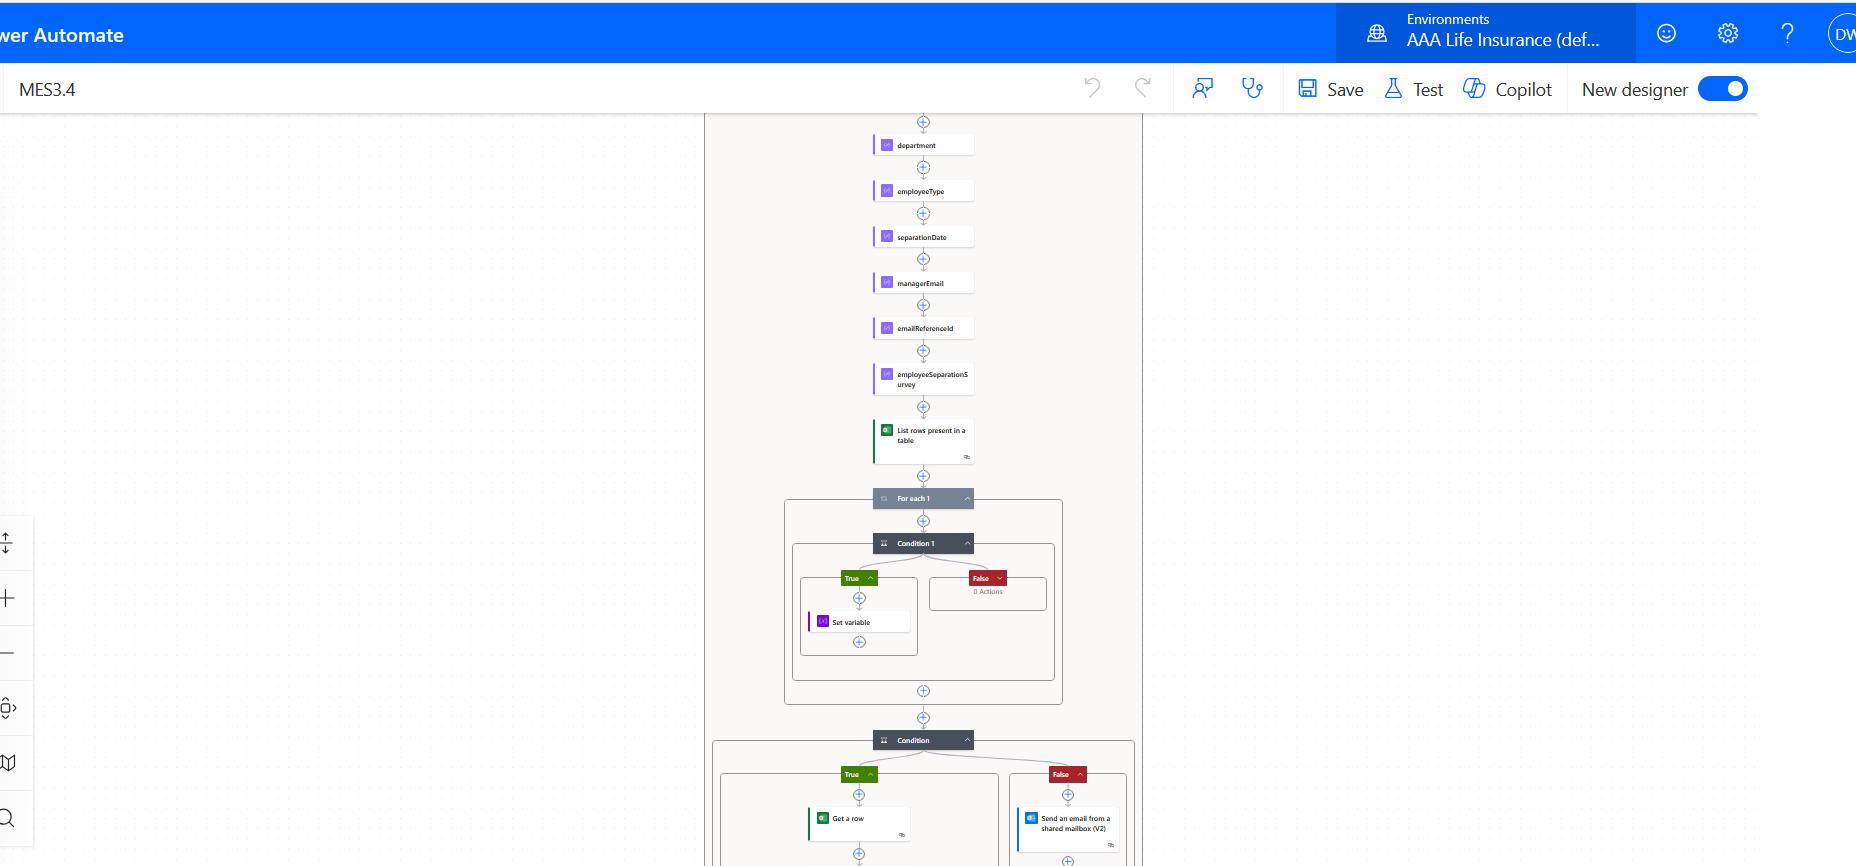 wer Automate
Environments
AAA Life Insurance (def...
DW
MES3.4
Save
Test
Copilot
New designer
department
employeeType
separationDate
managerEmail
emailReferenceId
employeeSeparationS
urvey
List rows present in a
table
For each 1
Condition 1
True
False
0 Actions
Set variable
Condition
True
False
Get a row
Send an email from a
shared mailbox (V2)